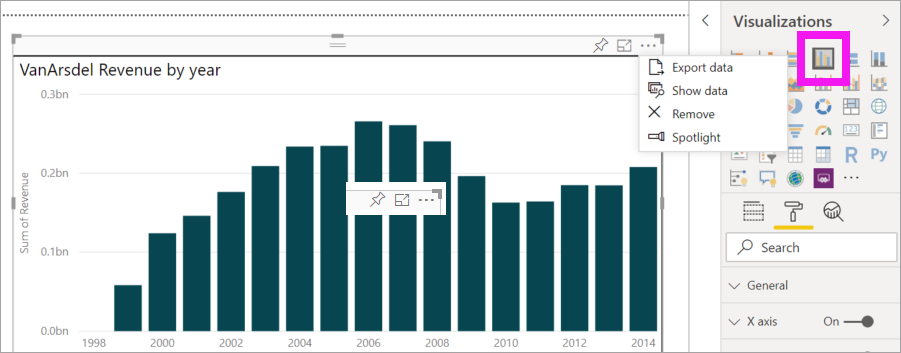 Visualizations
VanArsdel Revenue by year
Export data
Show data
Remove
Spotlight
123
R Py
Sum of Revenue
0.3bn
0.2bn
0.1bn
0.0bn
1998 2000 2002 2004 2006 2008 2010 2012 2014
Search
General
X axis On